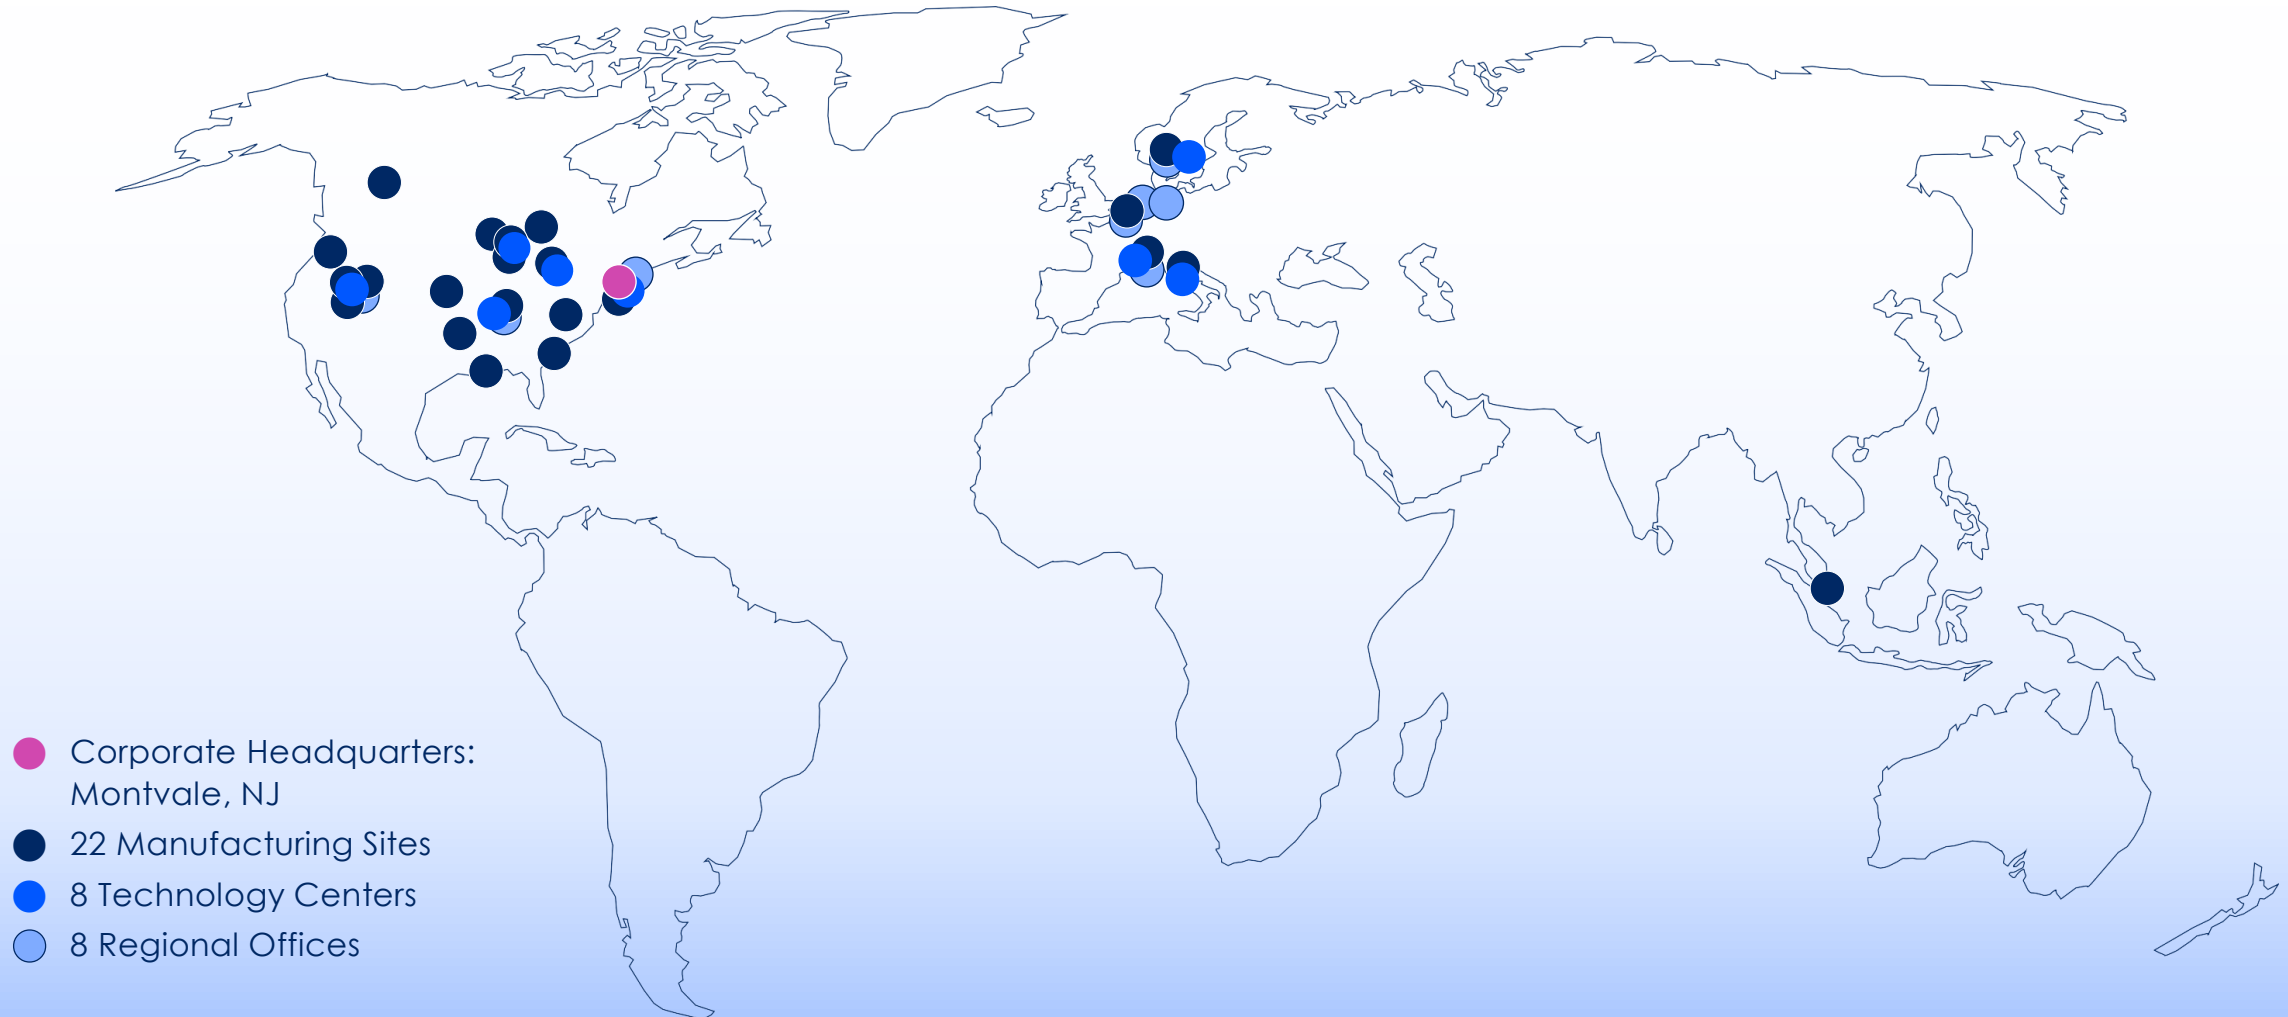 Corporate Headquarters:
Montvale, NJ
22 Manufacturing Sites
8 Technology Centers
8 Regional Offices